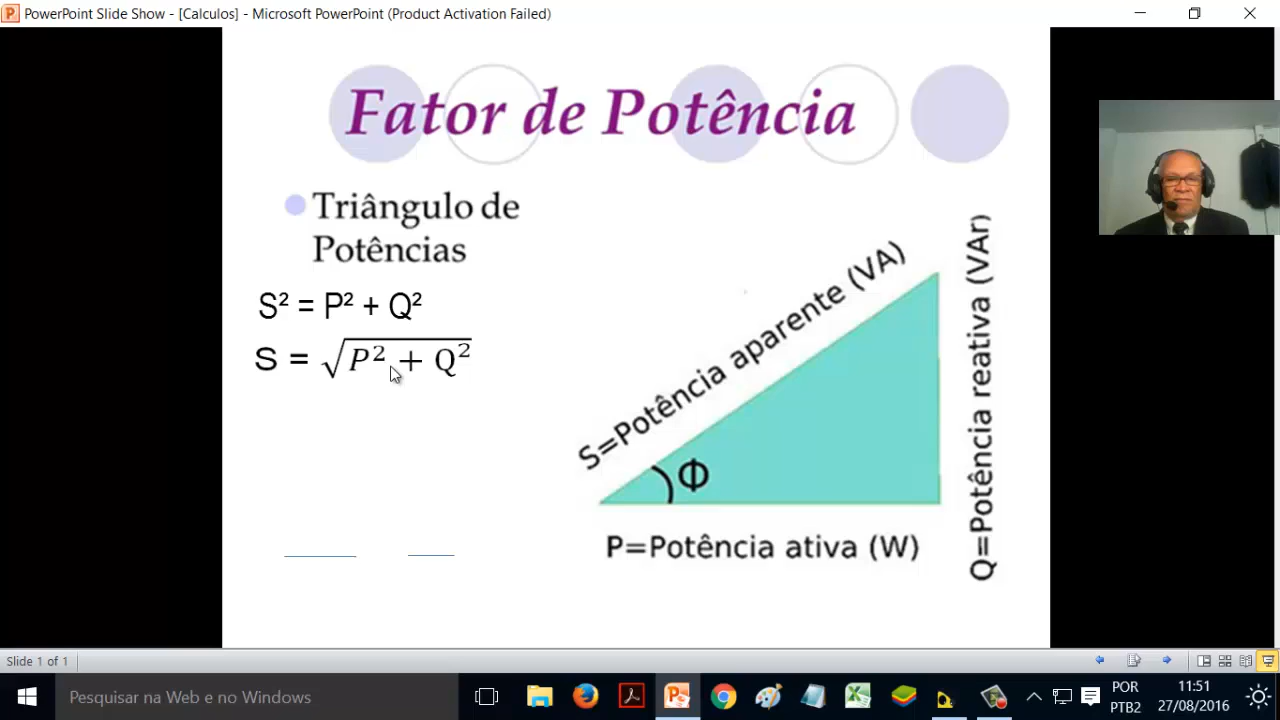 PowerPoint Slide Show - [Calculos] - Microsoft PowerPoint (Product Activation Failed)
Fator de Potência
Triângulo de
Potências
S² = P² + Q²
S = √P² + Q²
S=Potência aparente (VA)
Φ
P=Potência ativa (W)
Q=Potência reativa (VAr)
Slide 1 of 1
Pesquisar na Web e no Windows
POR
PTB2
11:51
27/08/2016